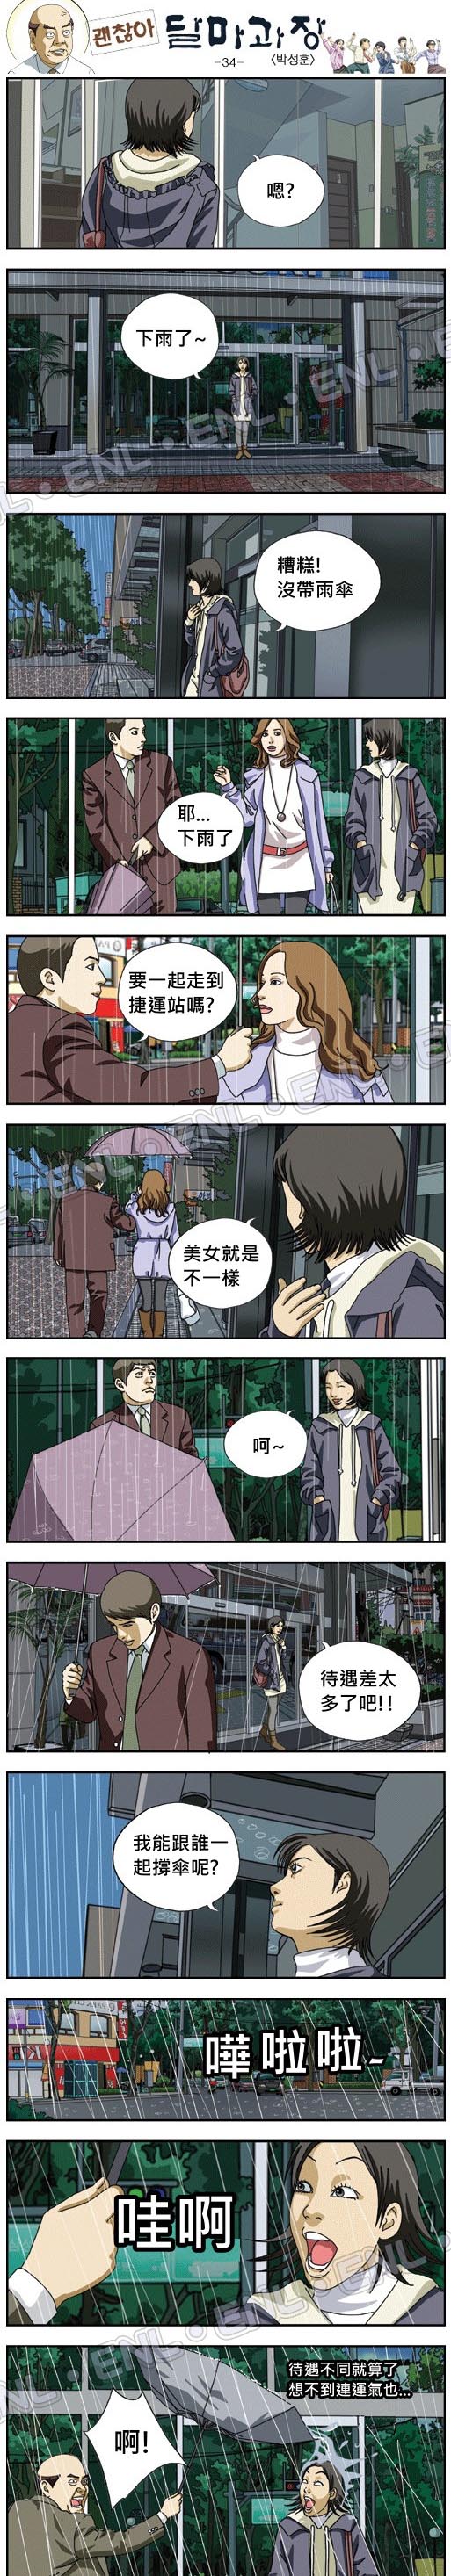 괜찮아 달마과장
-34-
<박성훈>
嗯?
下雨了~
糟糕!
沒帶雨傘
耶...
下雨了
要一起走到
捷運站嗎?
美女就是
不一樣
呵~
待遇差太
多了吧!!
我能跟誰一
起撐傘呢?
嘩啦啦~
哇啊
待遇不同就算了
想不到連運氣也...
啊!
ENL